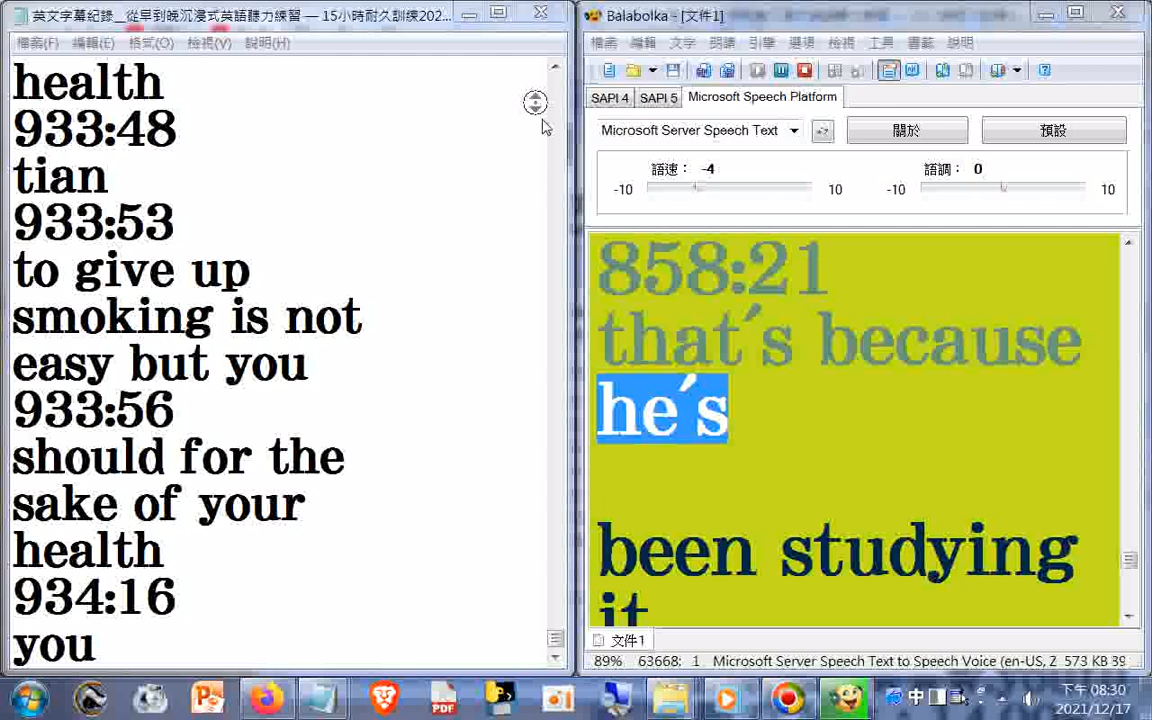 英文字幕紀錄__從早到晚沉浸式英語聽力練習 — 15小時耐久訓練202...
檔案(F) 編輯(E) 格式(O) 檢視(V) 說明(H)
health
933:48
tian
933:53
to give up
smoking is not
easy but you
933:56
should for the
sake of your
health
934:16
you
Balabolka - [文件1]
檔案 編輯 文字 朗讀 引擎 選項 檢視 工具 書籤 說明
SAPI 4 SAPI 5 Microsoft Speech Platform
Microsoft Server Speech Text 關於 預設
語速: -4 語調: 0
-10 10 -10 10
858:21
that´s because
he´s
been studying
it
文件1
89% 63668: 1 Microsoft Server Speech Text to Speech Voice (en-US, Z 573 KB 39
中 下午 08:30
2021/12/17